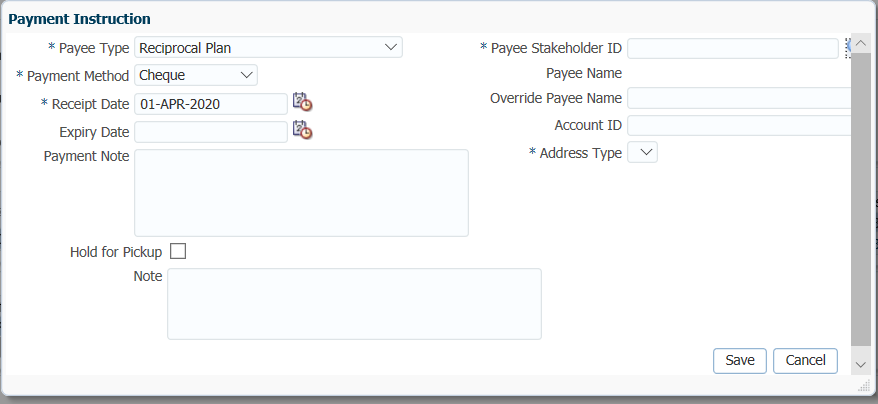 Payment Instruction
* Payee Type Reciprocal Plan
* Payment Method Cheque
* Receipt Date 01-APR-2020
Expiry Date
Payment Note
Hold for Pickup
Note
* Payee Stakeholder ID
Payee Name
Override Payee Name
Account ID
* Address Type
Save Cancel